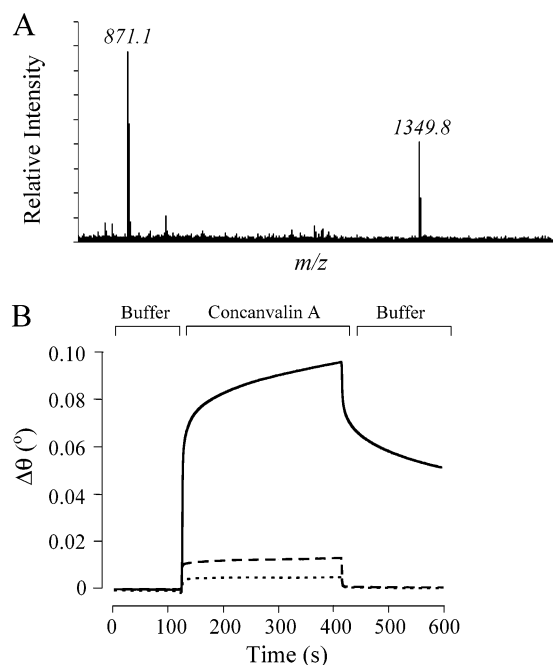 A
871.1
1349.8
Relative Intensity
m/z
B
Buffer Concanvalin A Buffer
0.10
0.08
0.06
0.04
0.02
0
Δθ (º)
0 100 200 300 400 500 600
Time (s)